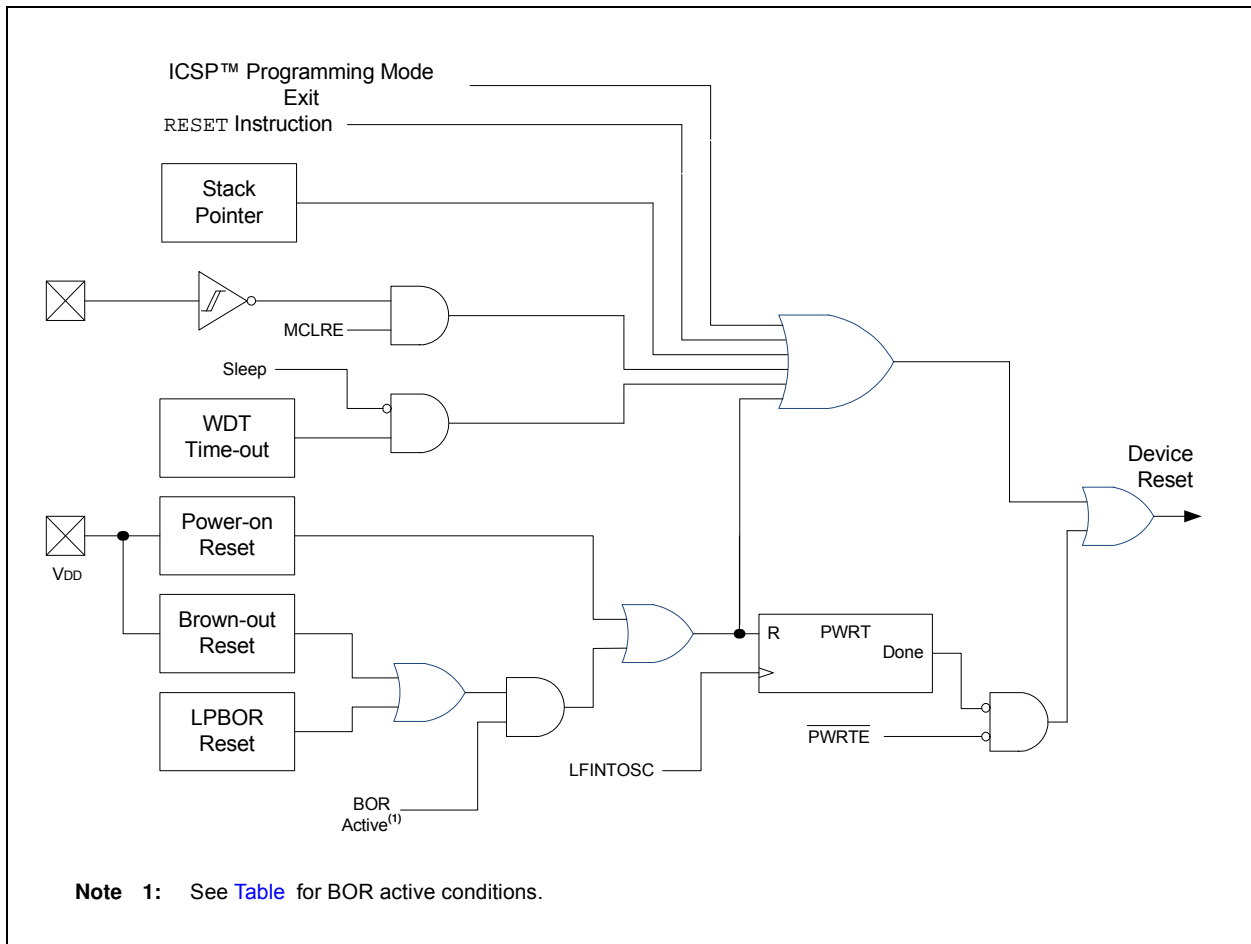 ICSP™ Programming Mode
Exit
RESET Instruction
Stack
Pointer
MCLRE
Sleep
WDT
Time-out
Device
Reset
Power-on
Reset
VDD
Brown-out
Reset
R PWRT
Done
LPBOR
Reset
PWRTE
LFINTOSC
BOR
Active(1)
Note 1: See Table for BOR active conditions.